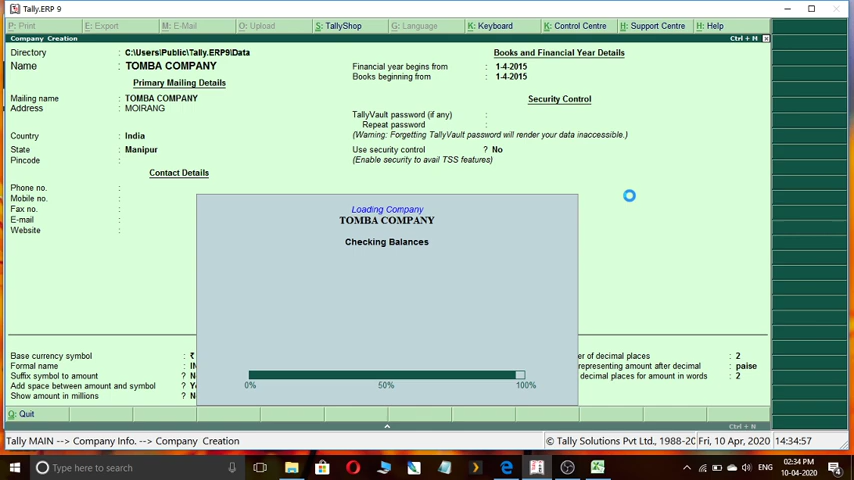 Tally.ERP 9
P: Print E: Export M: E-Mail O: Upload S: TallyShop G: Language K: Keyboard K: Control Centre H: Support Centre H: Help
Company Creation Ctrl + M
Directory : C:\Users\Public\Tally.ERP9\Data
Name : TOMBA COMPANY
Primary Mailing Details
Mailing name : TOMBA COMPANY
Address : MOIRANG
Country : India
State : Manipur
Pincode :
Contact Details
Phone no. :
Mobile no. :
Fax no. :
E-mail :
Website :
Books and Financial Year Details
Financial year begins from : 1-4-2015
Books beginning from : 1-4-2015
Security Control
TallyVault password (if any) :
Repeat password :
(Warning: Forgetting TallyVault password will render your data inaccessible.)
Use security control ? No
(Enable security to avail TSS features)
Loading Company
TOMBA COMPANY
Checking Balances
0% 50% 100%
Base currency symbol : ₹
Formal name : IN
Suffix symbol to amount ? N
Add space between amount and symbol ? Y
Show amount in millions ? N
er of decimal places : 2
representing amount after decimal : paise
decimal places for amount in words : 2
Q: Quit
Ctrl + N
Tally MAIN --> Company Info. --> Company Creation © Tally Solutions Pvt Ltd., 1988-20 Fri, 10 Apr, 2020 14:34:57
Type here to search
ENG
02:34 PM
10-04-2020
4